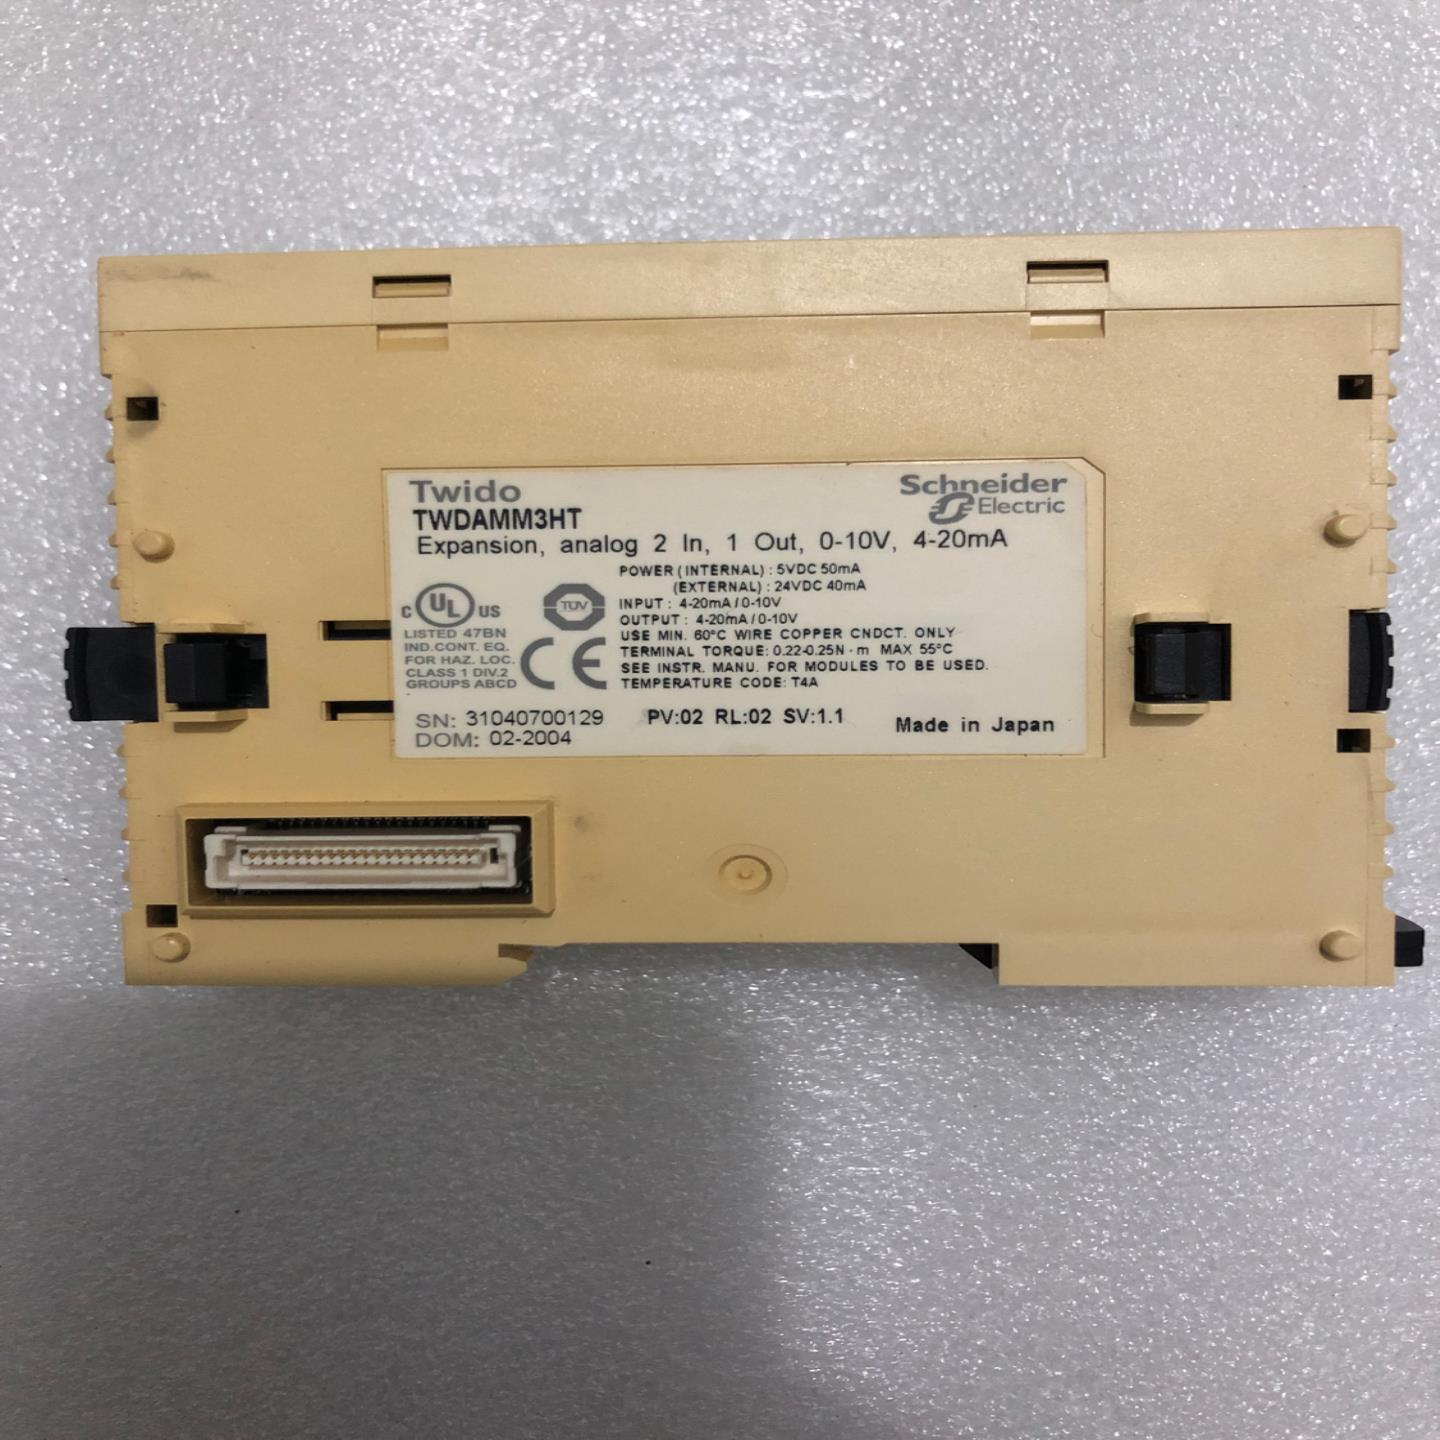 Twido
Schneider
Electric
TWDAMM3HT
Expansion, analog 2 In, 1 Out, 0-10V, 4-20mA
POWER (INTERNAL) : 5VDC 50mA
(EXTERNAL) : 24VDC 40mA
INPUT : 4-20mA / 0-10V
OUTPUT : 4-20mA / 0-10V
USE MIN. 60°C WIRE COPPER CNDCT. ONLY
TERMINAL TORQUE: 0.22-0.25N·m MAX 55°C
SEE INSTR. MANU. FOR MODULES TO BE USED.
TEMPERATURE CODE: T4A
C UL US
LISTED 47BN
IND.CONT. EQ.
FOR HAZ. LOC.
CLASS 1 DIV.2
GROUPS ABCD
TÜV
CE
SN: 31040700129 PV:02 RL:02 SV:1.1
DOM: 02-2004
Made in Japan